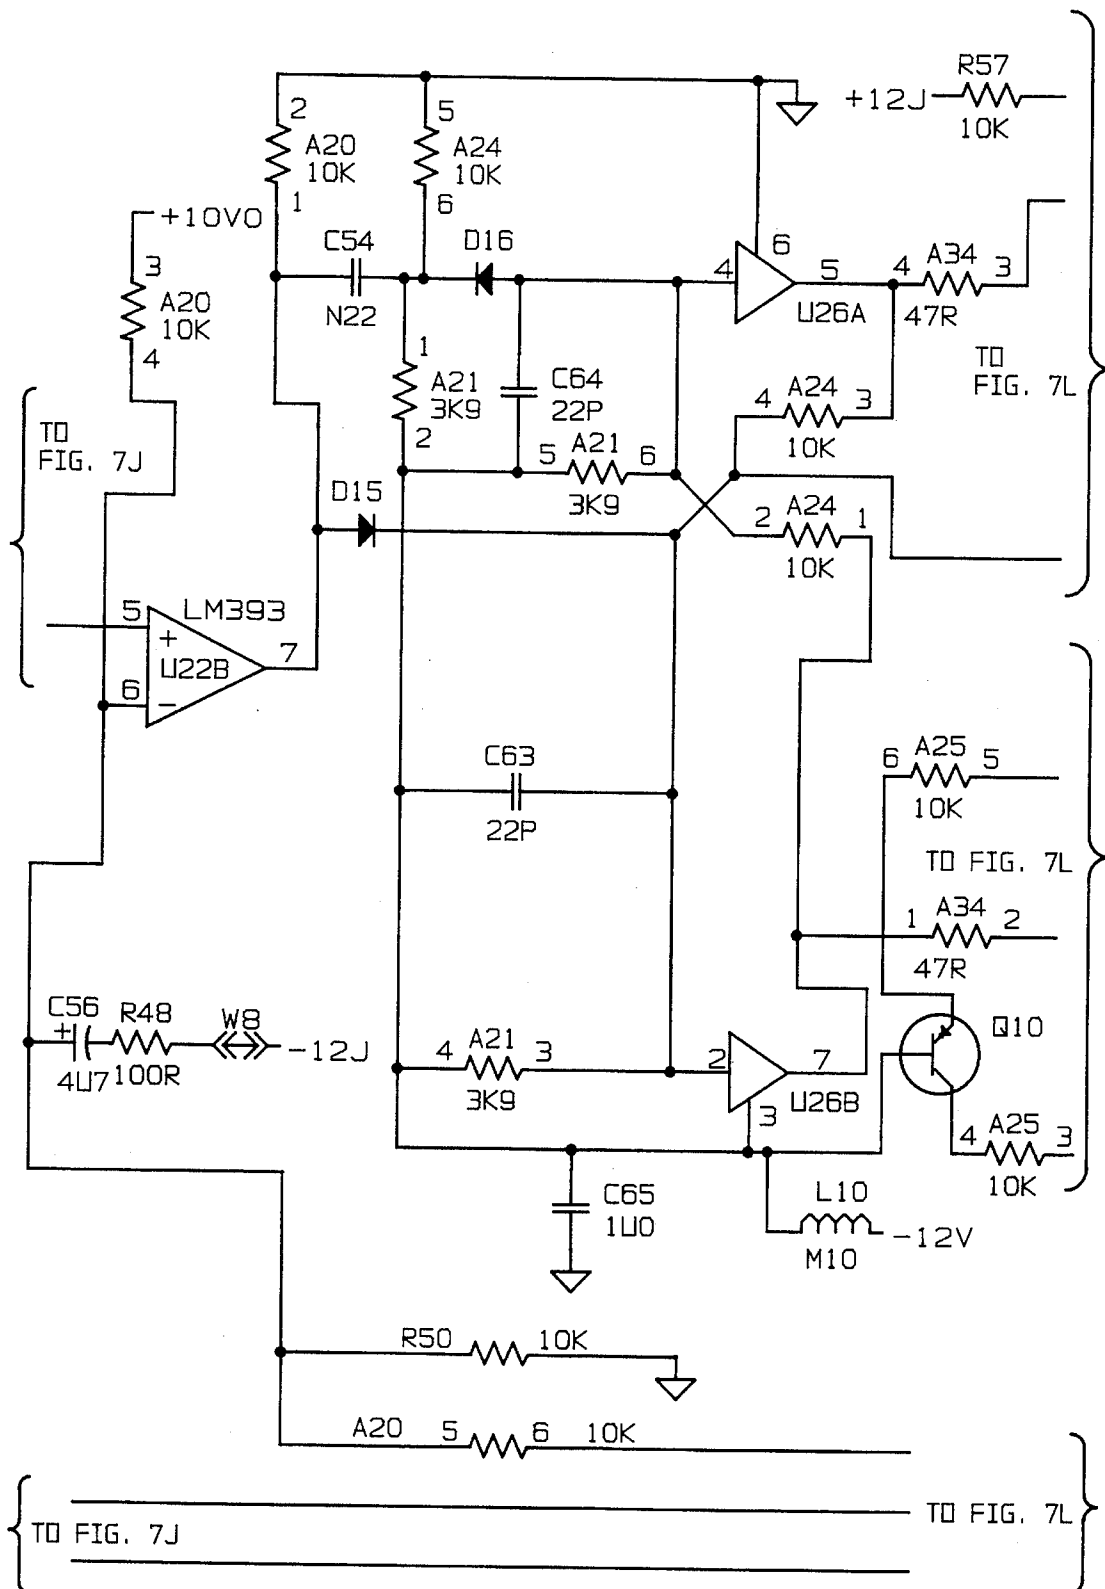 R57
+12J
10K
2
A20
10K
1
5
A24
10K
6
+10VO
3
A20
10K
4
C54
N22
D16
4
6
5
U26A
4
A34
3
47R
TO
FIG. 7L
1
A21
3K9
2
C64
22P
5
A21
6
3K9
4
A24
3
10K
2
A24
1
10K
TO
FIG. 7J
D15
5
LM393
+
U22B
7
6
-
C63
22P
6
A25
5
10K
TO FIG. 7L
1
A34
2
47R
C56
+
4U7
R48
100R
W8
-12J
4
A21
3
3K9
2
7
U26B
3
Q10
4
A25
3
10K
C65
1U0
L10
M10
-12V
R50
10K
A20
5
6
10K
TO FIG. 7J
TO FIG. 7L